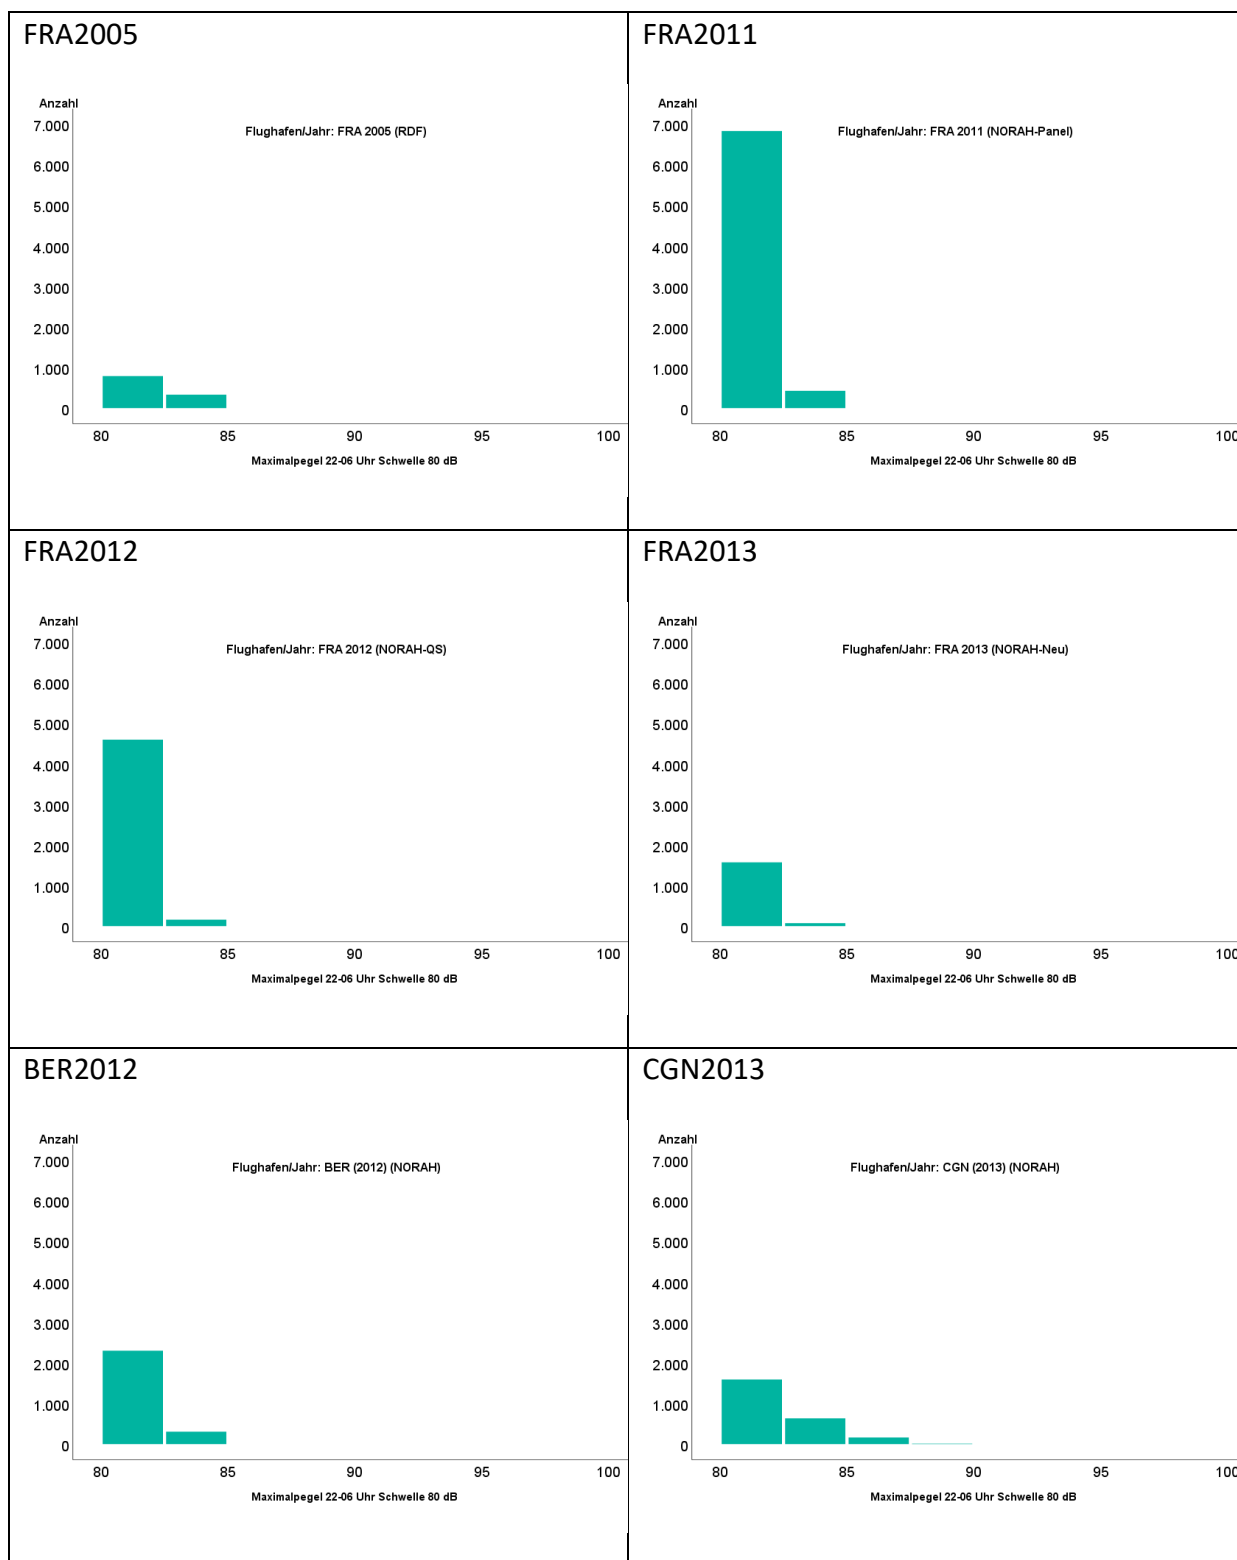 FRA2005
Anzahl
Flughafen/Jahr: FRA 2005 (RDF)
7.000
6.000
5.000
4.000
3.000
2.000
1.000
0
80 85 90 95 100
Maximalpegel 22-06 Uhr Schwelle 80 dB
FRA2011
Anzahl
Flughafen/Jahr: FRA 2011 (NORAH-Panel)
7.000
6.000
5.000
4.000
3.000
2.000
1.000
0
80 85 90 95 100
Maximalpegel 22-06 Uhr Schwelle 80 dB
FRA2012
Anzahl
Flughafen/Jahr: FRA 2012 (NORAH-QS)
7.000
6.000
5.000
4.000
3.000
2.000
1.000
0
80 85 90 95 100
Maximalpegel 22-06 Uhr Schwelle 80 dB
FRA2013
Anzahl
Flughafen/Jahr: FRA 2013 (NORAH-Neu)
7.000
6.000
5.000
4.000
3.000
2.000
1.000
0
80 85 90 95 100
Maximalpegel 22-06 Uhr Schwelle 80 dB
BER2012
Anzahl
Flughafen/Jahr: BER (2012) (NORAH)
7.000
6.000
5.000
4.000
3.000
2.000
1.000
0
80 85 90 95 100
Maximalpegel 22-06 Uhr Schwelle 80 dB
CGN2013
Anzahl
Flughafen/Jahr: CGN (2013) (NORAH)
7.000
6.000
5.000
4.000
3.000
2.000
1.000
0
80 85 90 95 100
Maximalpegel 22-06 Uhr Schwelle 80 dB